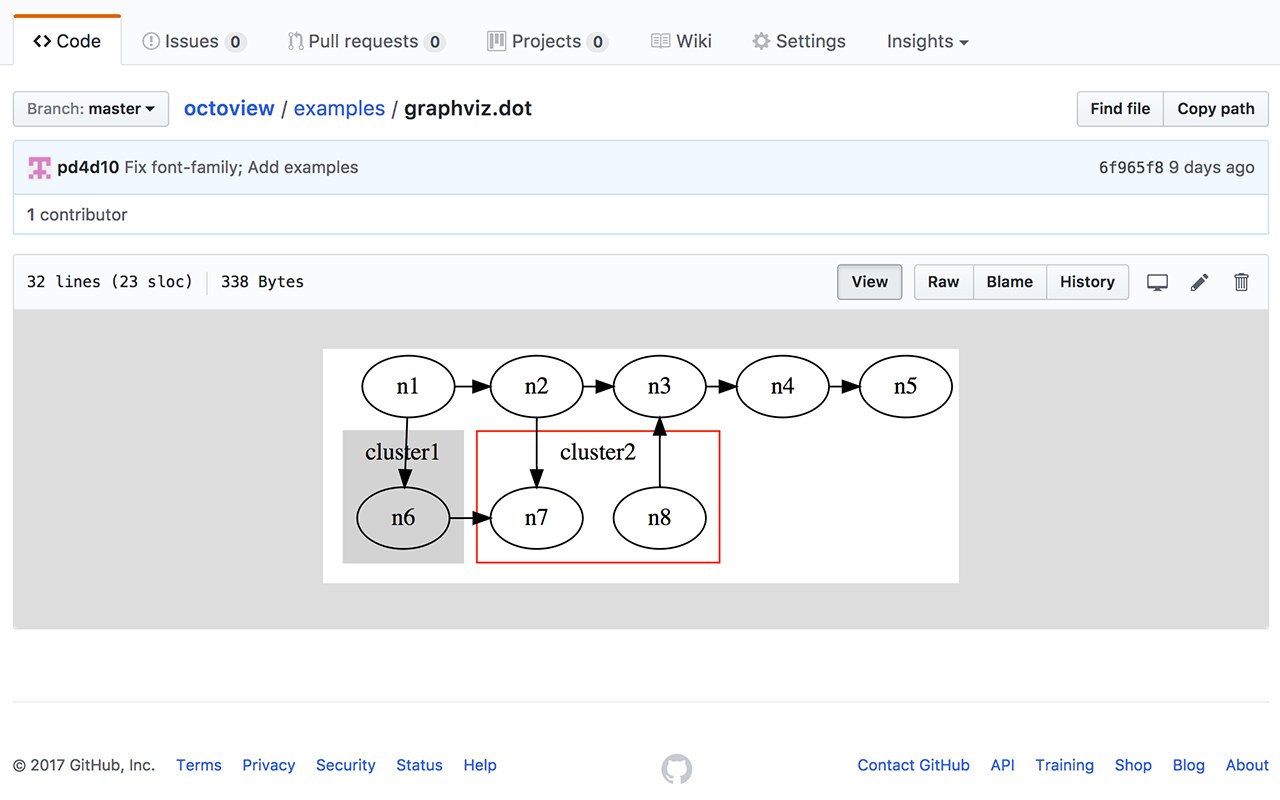 Code Issues 0 Pull requests 0 Projects 0 Wiki Settings Insights
Branch: master octoview / examples / graphviz.dot Find file Copy path
pd4d10 Fix font-family; Add examples 6f965f8 9 days ago
1 contributor
32 lines (23 sloc) 338 Bytes View Raw Blame History
n1 n2 n3 n4 n5
cluster1 cluster2
n6 n7 n8
© 2017 GitHub, Inc. Terms Privacy Security Status Help Contact GitHub API Training Shop Blog About